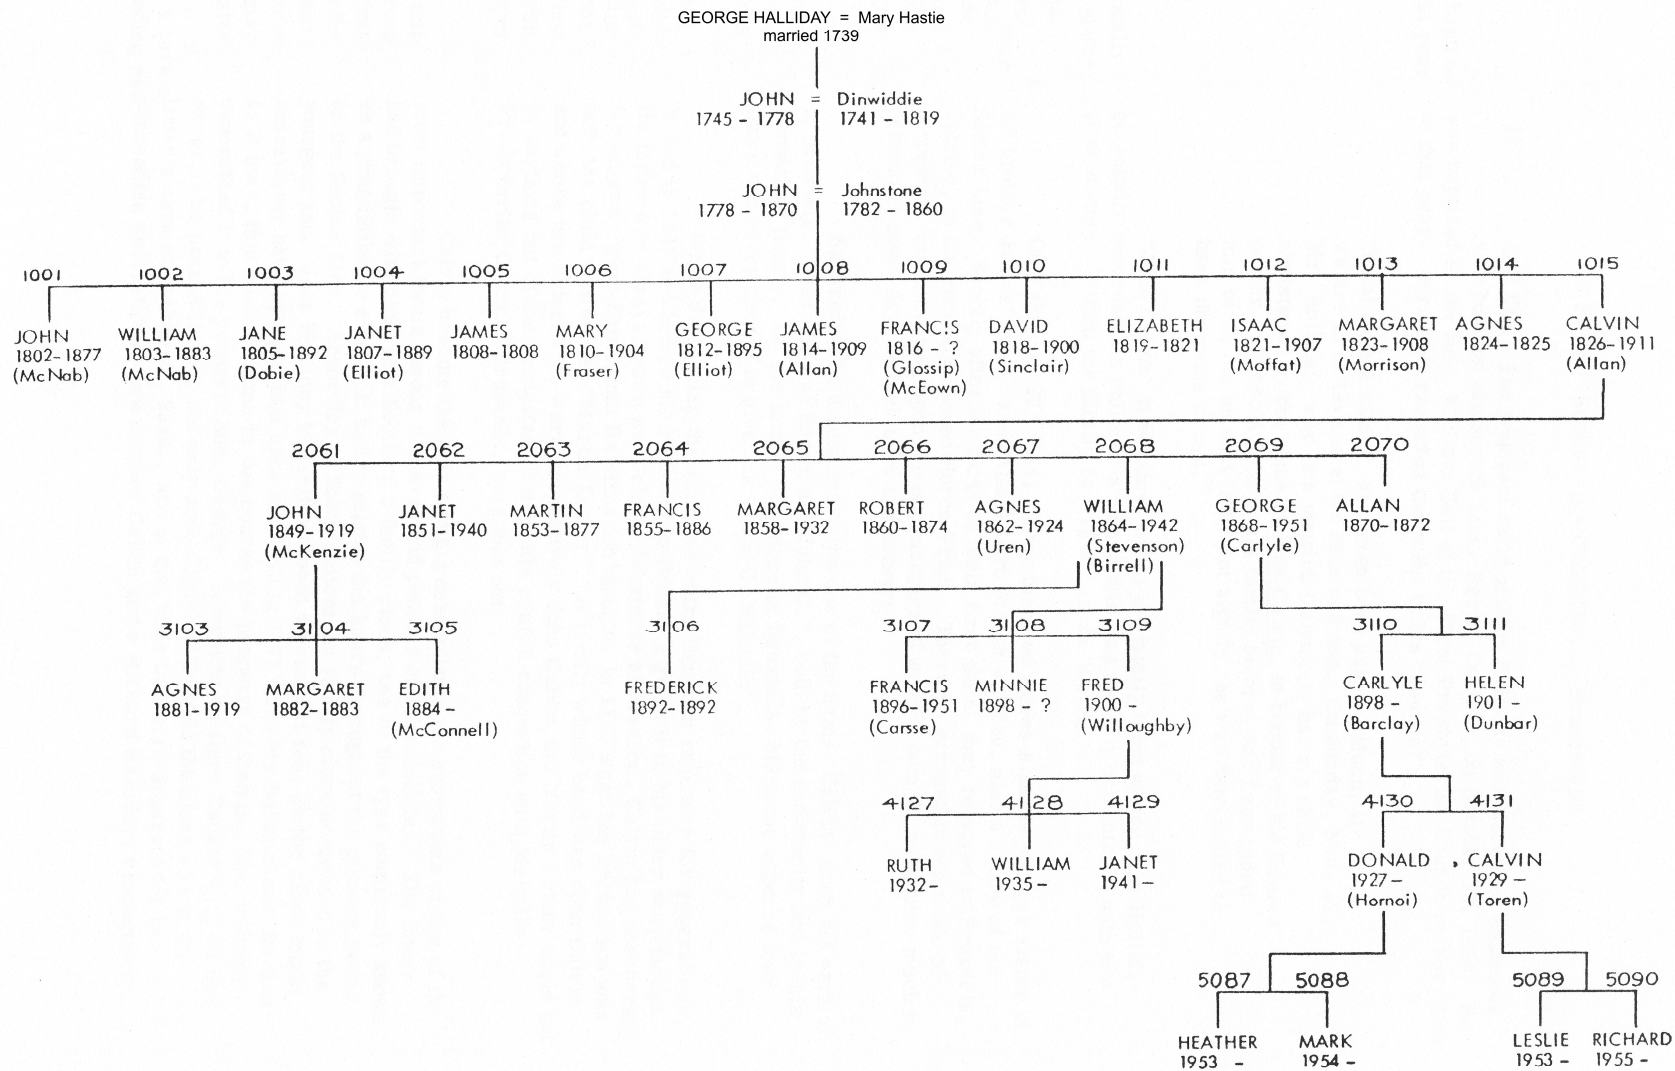 GEORGE HALLIDAY = Mary Hastie
married 1739
JOHN = Dinwiddie
1745 - 1778 1741 - 1819
JOHN = Johnstone
1778 - 1870 1782 - 1860
1001 1002 1003 1004 1005 1006 1007 1008 1009 1010 1011 1012 1013 1014 1015
JOHN WILLIAM JANE JANET JAMES MARY GEORGE JAMES FRANCIS DAVID ELIZABETH ISAAC MARGARET AGNES CALVIN
1802-1877 1803-1883 1805-1892 1807-1889 1808-1808 1810-1904 1812-1895 1814-1909 1816 - ? 1818-1900 1819-1821 1821-1907 1823-1908 1824-1825 1826-1911
(McNab) (McNab) (Dobie) (Elliot) (Fraser) (Elliot) (Allan) (Glossip) (Sinclair) (Moffat) (Morrison) (Allan)
(McEown)
2061 2062 2063 2064 2065 2066 2067 2068 2069 2070
JOHN JANET MARTIN FRANCIS MARGARET ROBERT AGNES WILLIAM GEORGE ALLAN
1849-1919 1851-1940 1853-1877 1855-1886 1858-1932 1860-1874 1862-1924 1864-1942 1868-1951 1870-1872
(McKenzie) (Uren) (Stevenson) (Carlyle)
(Birrell)
3103 3104 3105 3106 3107 3108 3109 3110 3111
AGNES MARGARET EDITH FREDERICK FRANCIS MINNIE FRED CARLYLE HELEN
1881-1919 1882-1883 1884- 1892-1892 1896-1951 1898 - ? 1900 - 1898 - 1901 -
(McConnell) (Carsse) (Willoughby) (Barclay) (Dunbar)
4127 4128 4129 4130 4131
RUTH WILLIAM JANET DONALD , CALVIN
1932- 1935- 1941- 1927- 1929-
(Hornoi) (Toren)
5087 5088 5089 5090
HEATHER MARK LESLIE RICHARD
1953 - 1954 - 1953 - 1955 -